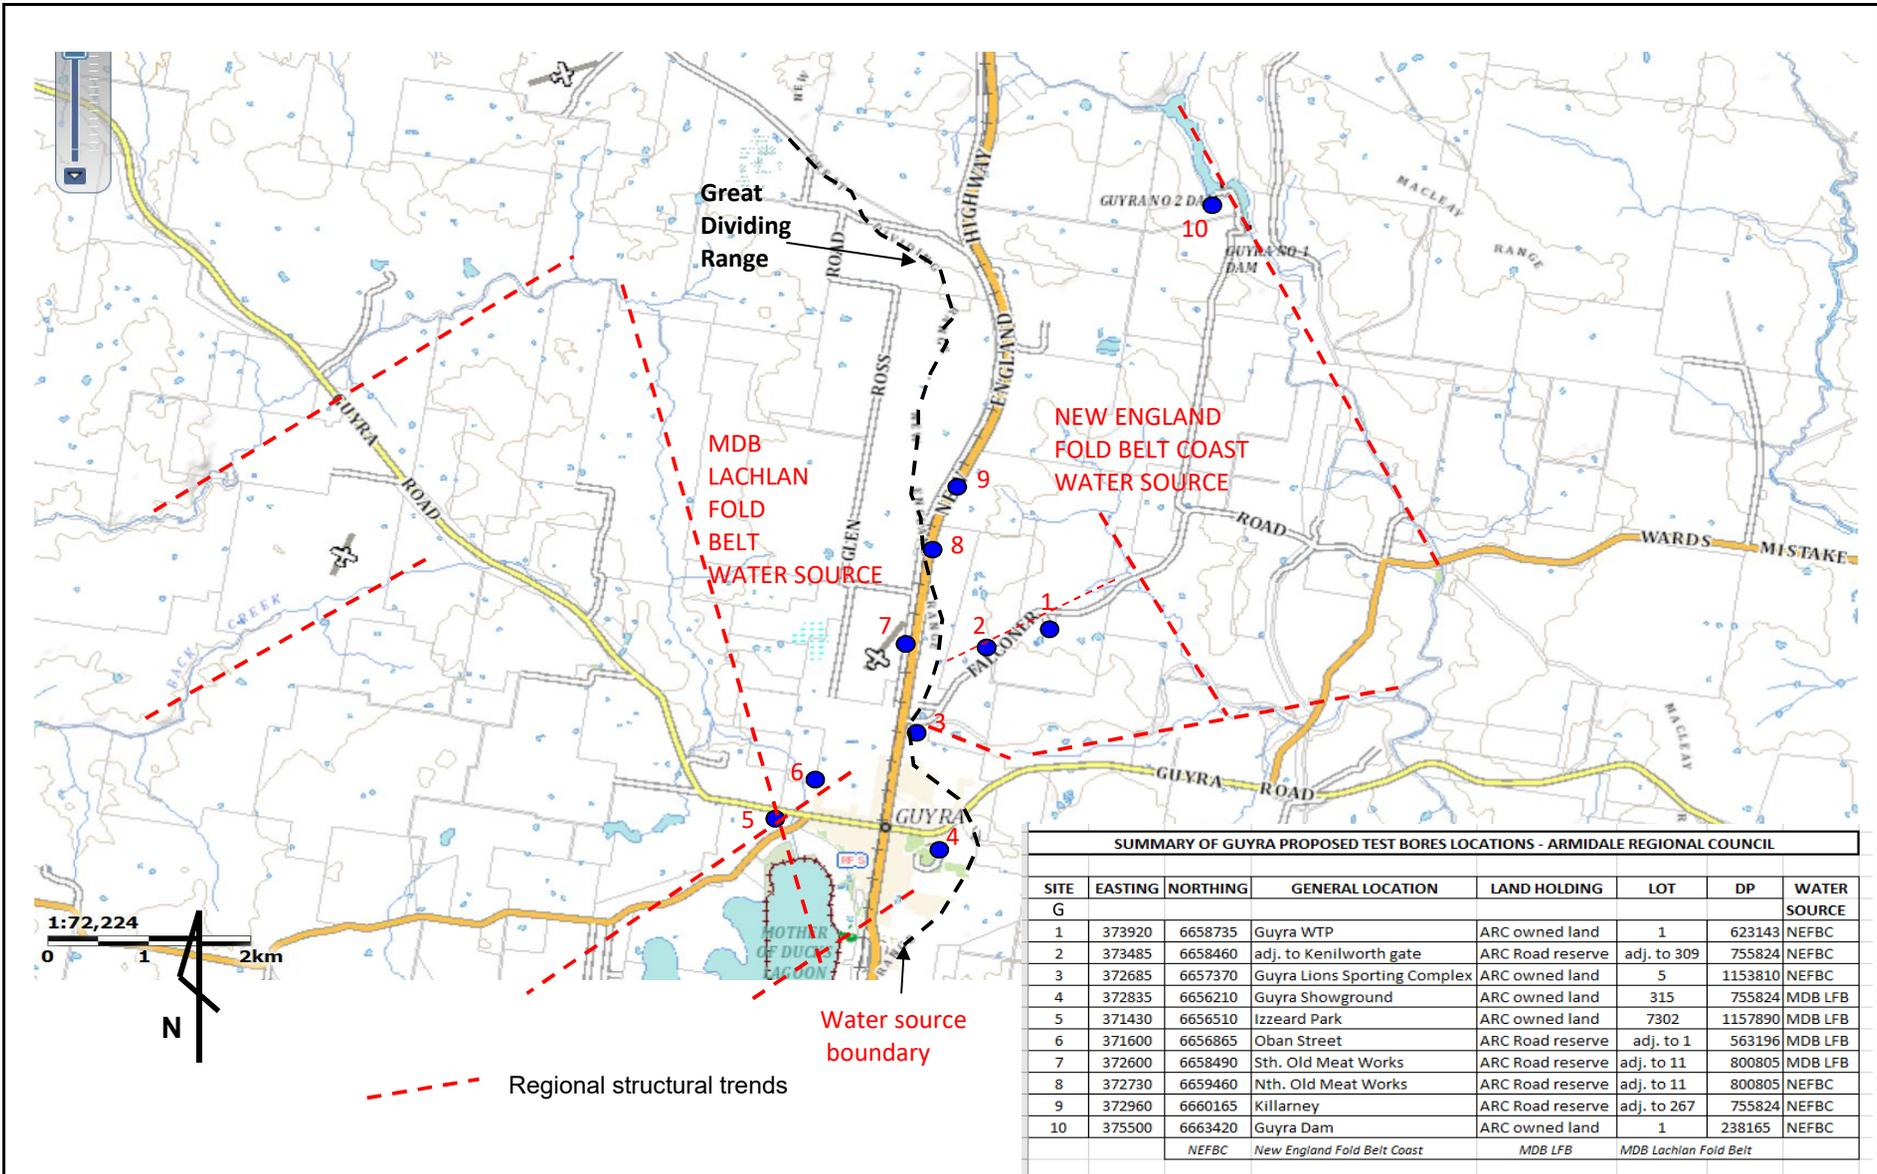 NEW
GREAT
Great
Dividing
Range
DIVIDING
RANGE
ROAD
HIGHWAY
GUYRA NO 2 DA
10
GUYRA NO 1
DAM
MACLEAY
RANGE
ENGLAND
ROSS
GUYRA
ROAD
MDB
LACHLAN
FOLD
BELT
WATER SOURCE
NEW ENGLAND
FOLD BELT COAST
WATER SOURCE
9
NEW
8
GLEN
ROAD
WARDS MISTAKE
BACK CREEK
RANGE
7
2
1
FALCONER
3
MACLEAY
6
GUYRA ROAD
5
GUYRA
4
RFS
MOTHER
OF DUCKS
LAGOON
1:72,224
0 1 2km
N
Water source
boundary
Regional structural trends
SUMMARY OF GUYRA PROPOSED TEST BORES LOCATIONS - ARMIDALE REGIONAL COUNCIL
SITE EASTING NORTHING GENERAL LOCATION LAND HOLDING LOT DP WATER
G SOURCE
1 373920 6658735 Guyra WTP ARC owned land 1 623143 NEFBC
2 373485 6658460 adj. to Kenilworth gate ARC Road reserve adj. to 309 755824 NEFBC
3 372685 6657370 Guyra Lions Sporting Complex ARC owned land 5 1153810 NEFBC
4 372835 6656210 Guyra Showground ARC owned land 315 755824 MDB LFB
5 371430 6656510 Izzeard Park ARC owned land 7302 1157890 MDB LFB
6 371600 6656865 Oban Street ARC Road reserve adj. to 1 563196 MDB LFB
7 372600 6658490 Sth. Old Meat Works ARC Road reserve adj. to 11 800805 MDB LFB
8 372730 6659460 Nth. Old Meat Works ARC Road reserve adj. to 11 800805 NEFBC
9 372960 6660165 Killarney ARC Road reserve adj. to 267 755824 NEFBC
10 375500 6663420 Guyra Dam ARC owned land 1 238165 NEFBC
NEFBC New England Fold Belt Coast MDB LFB MDB Lachlan Fold Belt